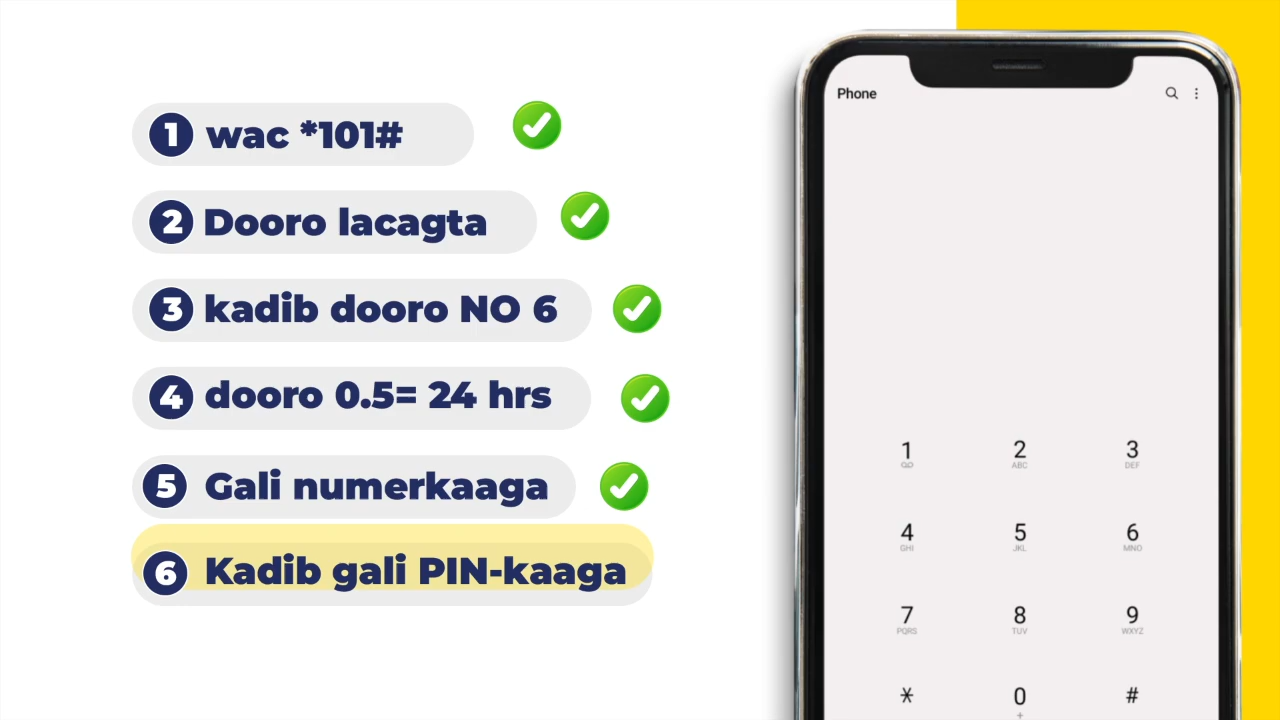 1 wac *101#
2 Dooro lacagta
3 kadib dooro NO 6
4 dooro 0.5= 24 hrs
5 Gali numerkaaga
6 Kadib gali PIN-kaaga
Phone
1 2 3
ABC DEF
4 5 6
GHI JKL MNO
7 8 9
PQRS TUV WXYZ
* 0 #
+